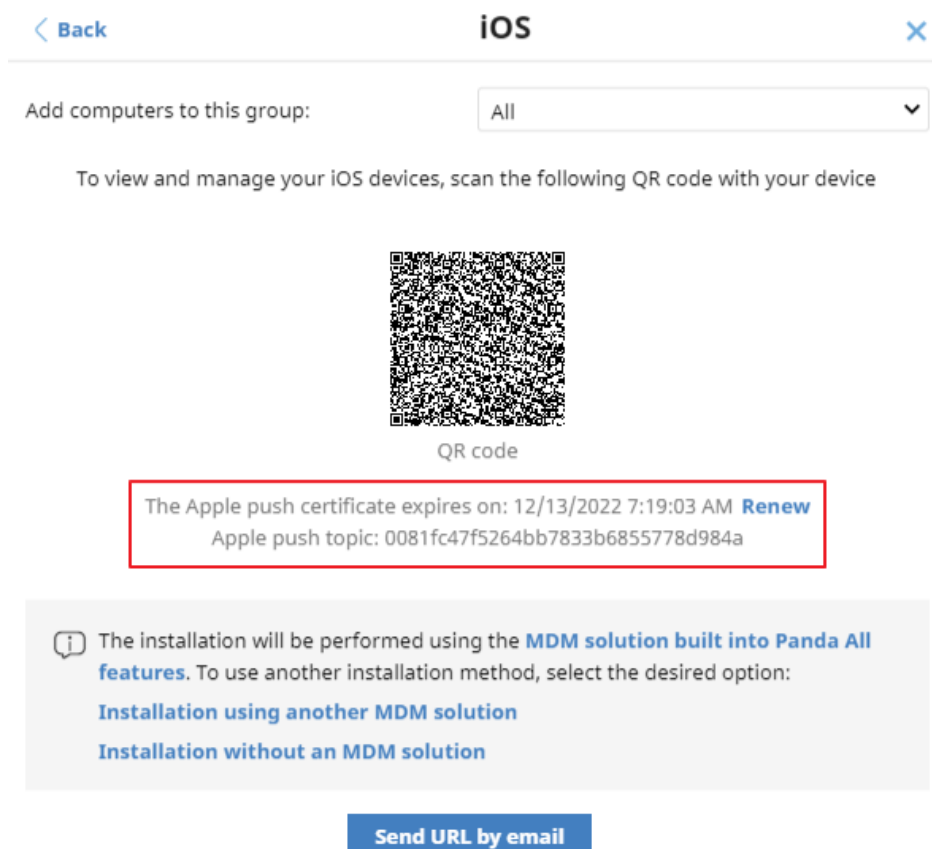 Back
iOS
Add computers to this group:
All
To view and manage your iOS devices, scan the following QR code with your device
QR code
The Apple push certificate expires on: 12/13/2022 7:19:03 AM Renew
Apple push topic: 0081fc47f5264bb7833b6855778d984a
The installation will be performed using the MDM solution built into Panda All
features. To use another installation method, select the desired option:
Installation using another MDM solution
Installation without an MDM solution
Send URL by email